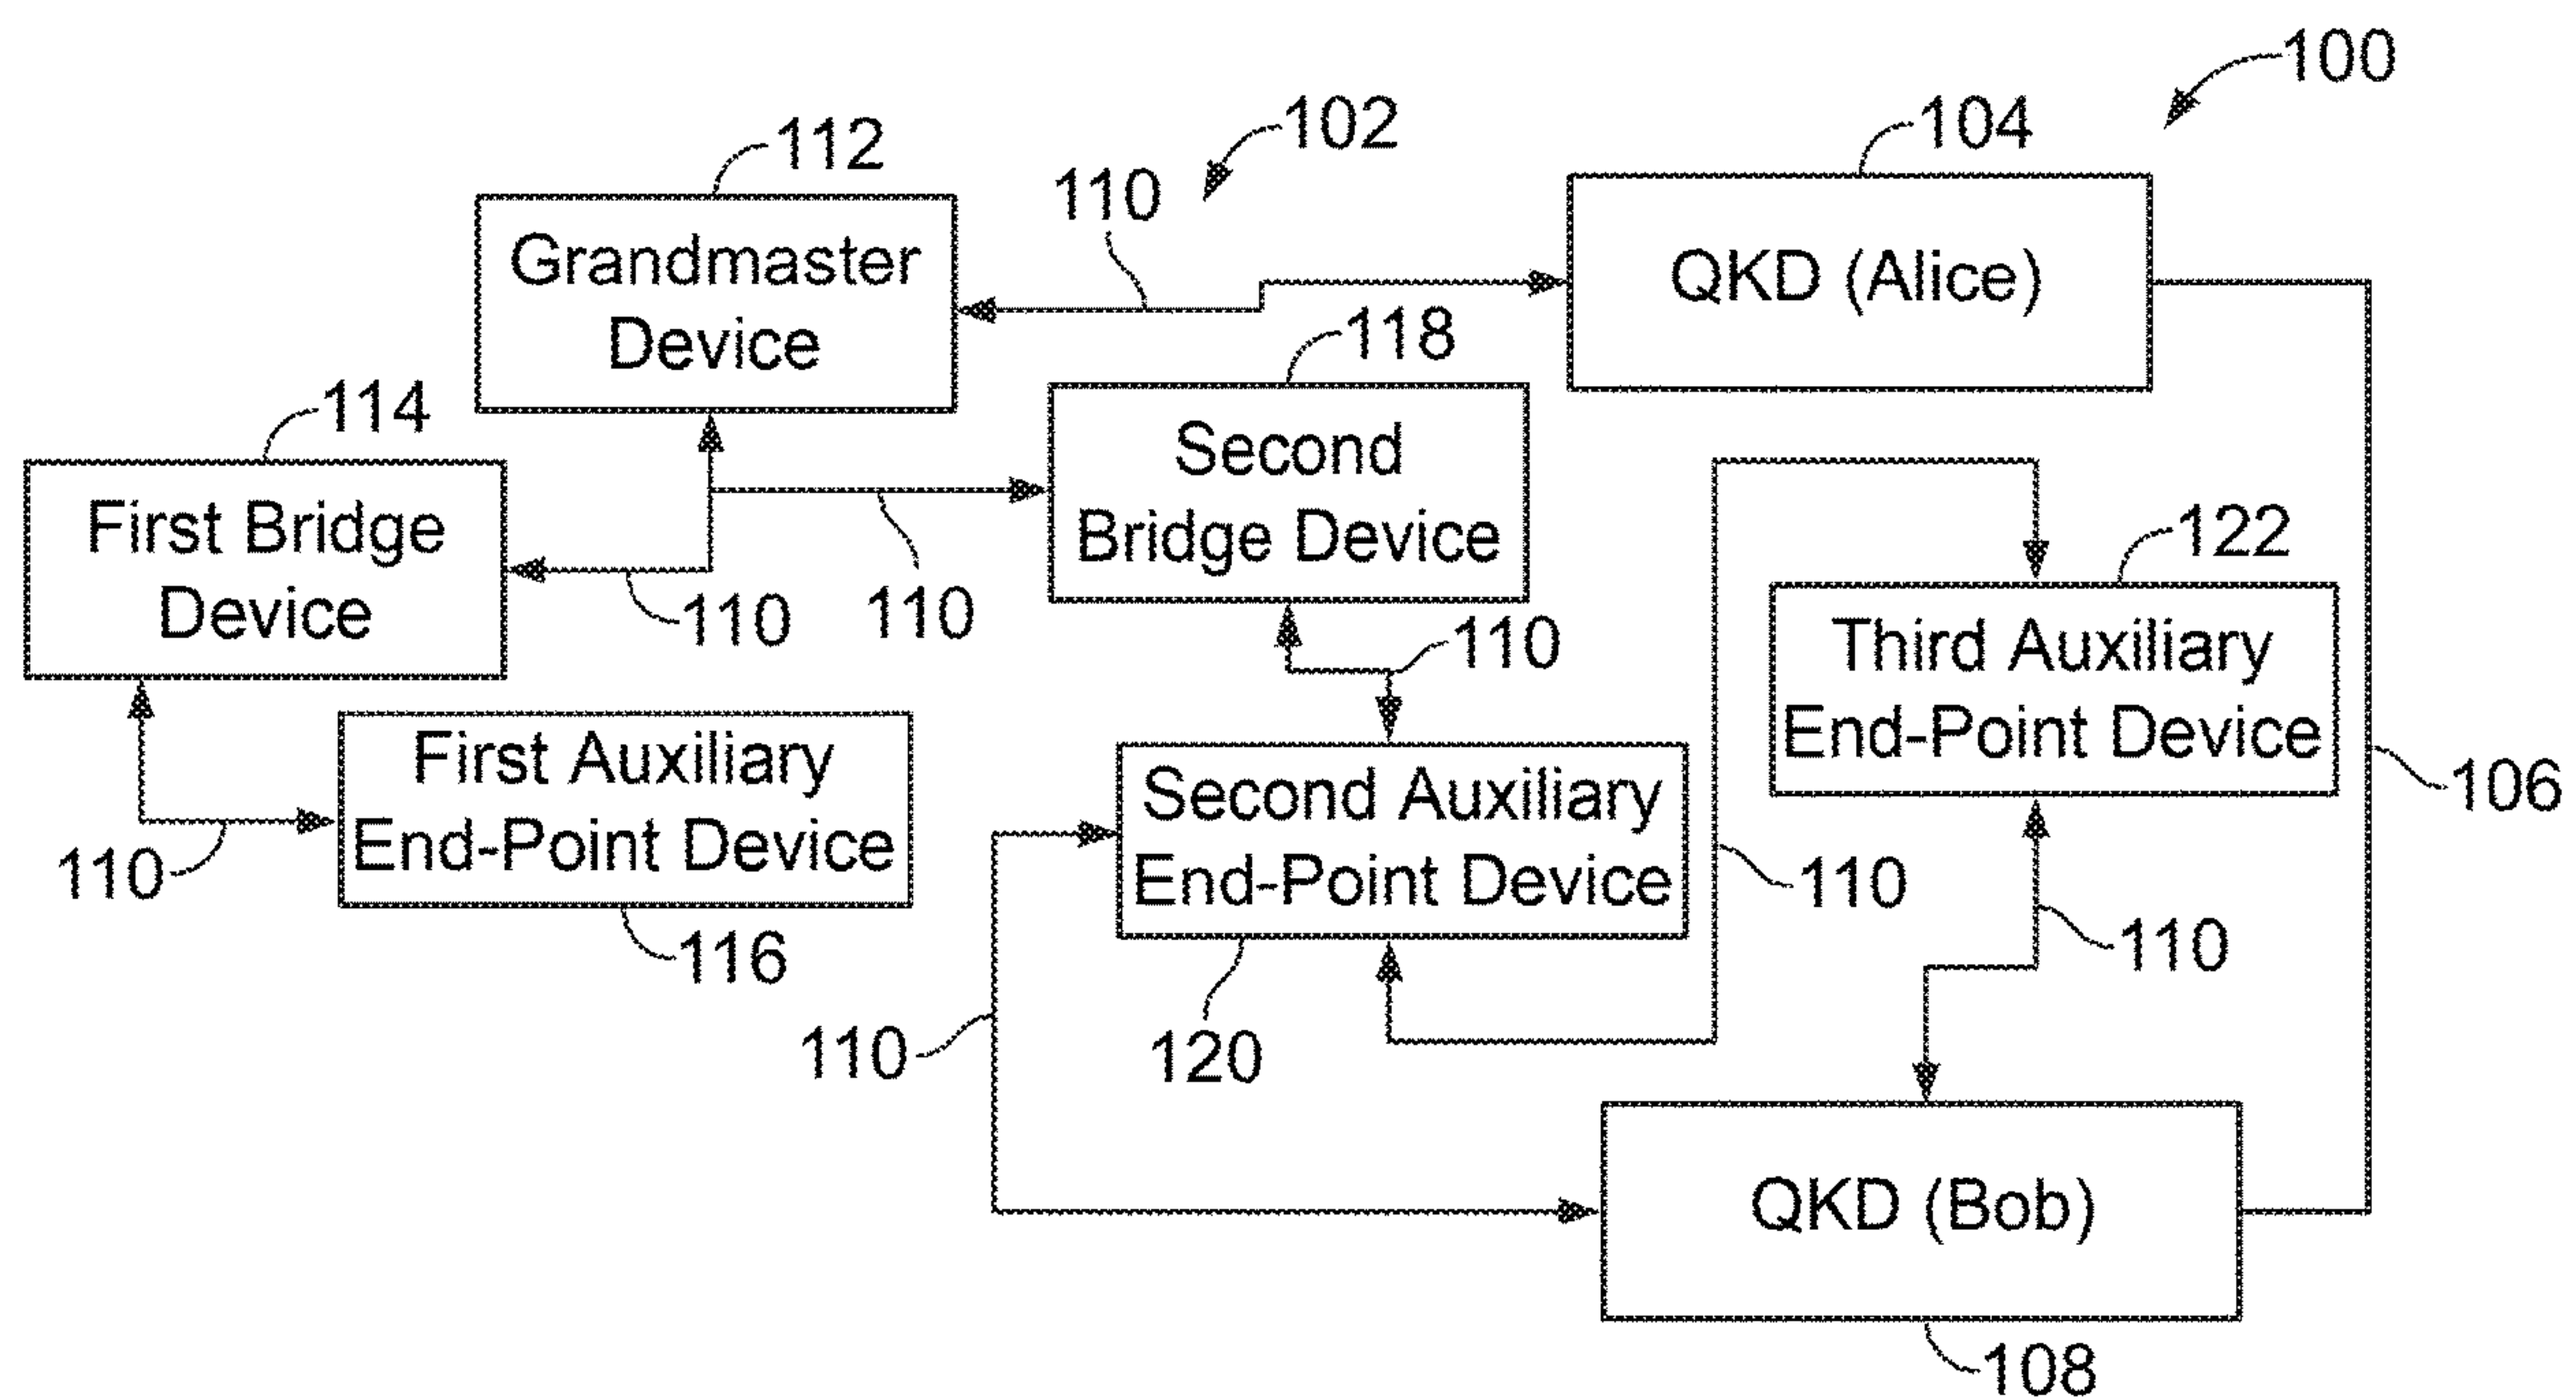 100
102
104
112
110
Grandmaster
Device
QKD (Alice)
118
114
Second
Bridge Device
First Bridge
Device
122
110
110
110
Third Auxiliary
End-Point Device
First Auxiliary
End-Point Device
Second Auxiliary
End-Point Device
106
110
110
116
110
110
120
QKD (Bob)
108